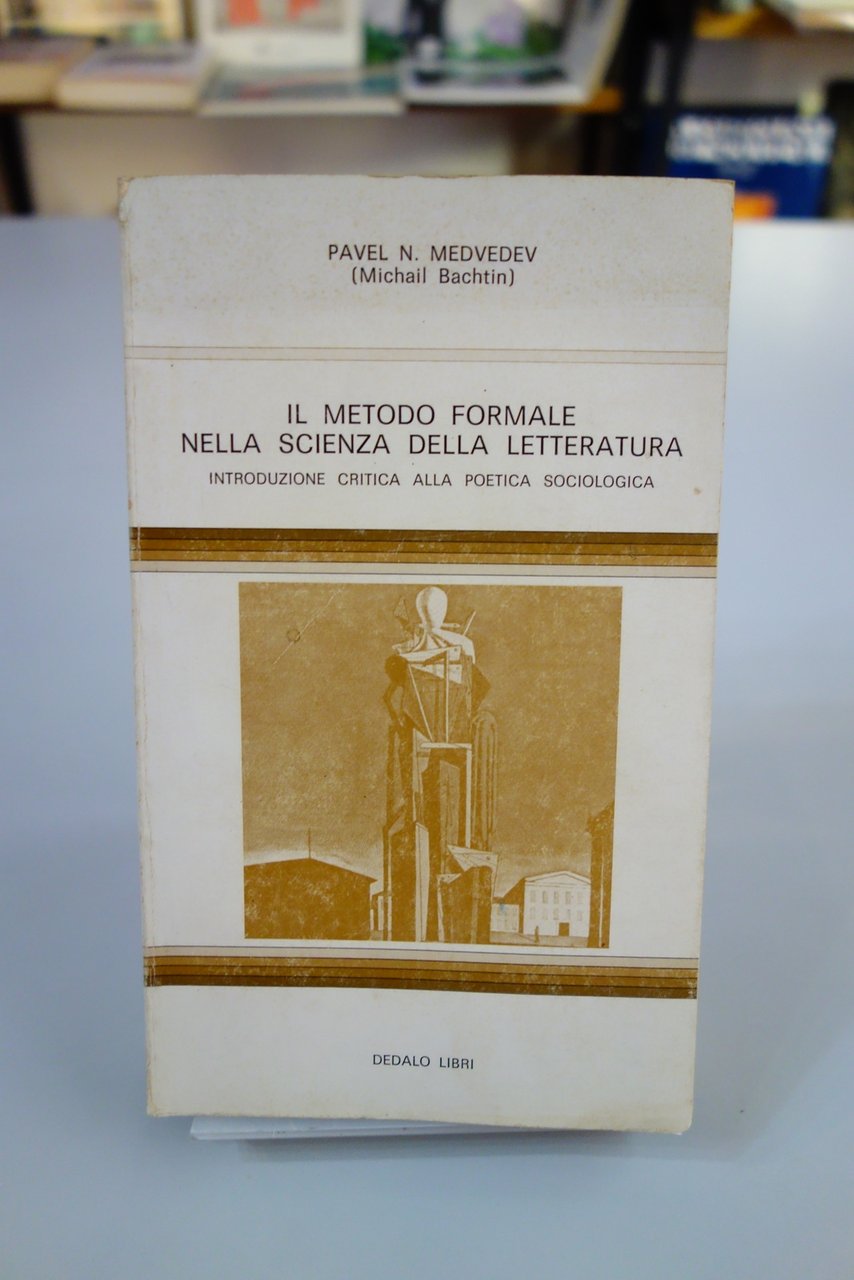 PAVEL N. MEDVEDEV
(Michail Bachtin)
IL METODO FORMALE
NELLA SCIENZA DELLA LETTERATURA
INTRODUZIONE CRITICA ALLA POETICA SOCIOLOGICA
DEDALO LIBRI